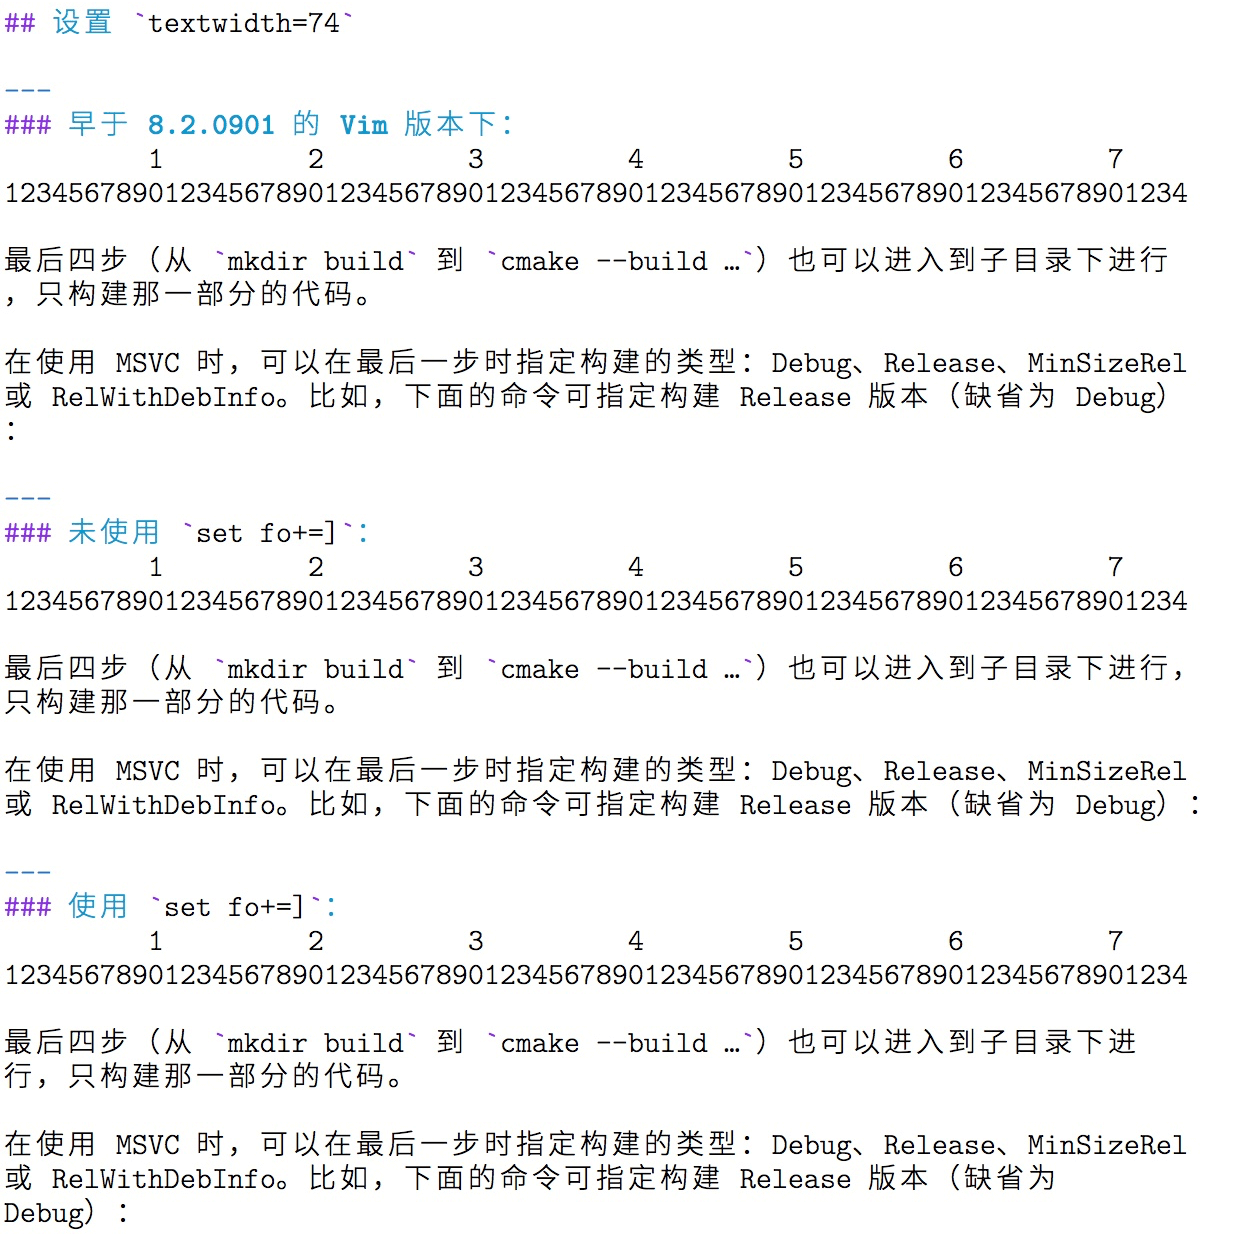 ## 设置 `textwidth=74`
---
### 早于 8.2.0901 的 Vim 版本下：
         1         2         3         4         5         6         7
12345678901234567890123456789012345678901234567890123456789012345678901234
最后四步（从 `mkdir build` 到 `cmake --build …`）也可以进入到子目录下进行
，只构建那一部分的代码。
在使用 MSVC 时，可以在最后一步时指定构建的类型：Debug、Release、MinSizeRel
或 RelWithDebInfo。比如，下面的命令可指定构建 Release 版本（缺省为 Debug）
：
---
### 未使用 `set fo+=]`：
         1         2         3         4         5         6         7
12345678901234567890123456789012345678901234567890123456789012345678901234
最后四步（从 `mkdir build` 到 `cmake --build …`）也可以进入到子目录下进行，
只构建那一部分的代码。
在使用 MSVC 时，可以在最后一步时指定构建的类型：Debug、Release、MinSizeRel
或 RelWithDebInfo。比如，下面的命令可指定构建 Release 版本（缺省为 Debug）：
---
### 使用 `set fo+=]`：
         1         2         3         4         5         6         7
12345678901234567890123456789012345678901234567890123456789012345678901234
最后四步（从 `mkdir build` 到 `cmake --build …`）也可以进入到子目录下进
行，只构建那一部分的代码。
在使用 MSVC 时，可以在最后一步时指定构建的类型：Debug、Release、MinSizeRel
或 RelWithDebInfo。比如，下面的命令可指定构建 Release 版本（缺省为
Debug）：